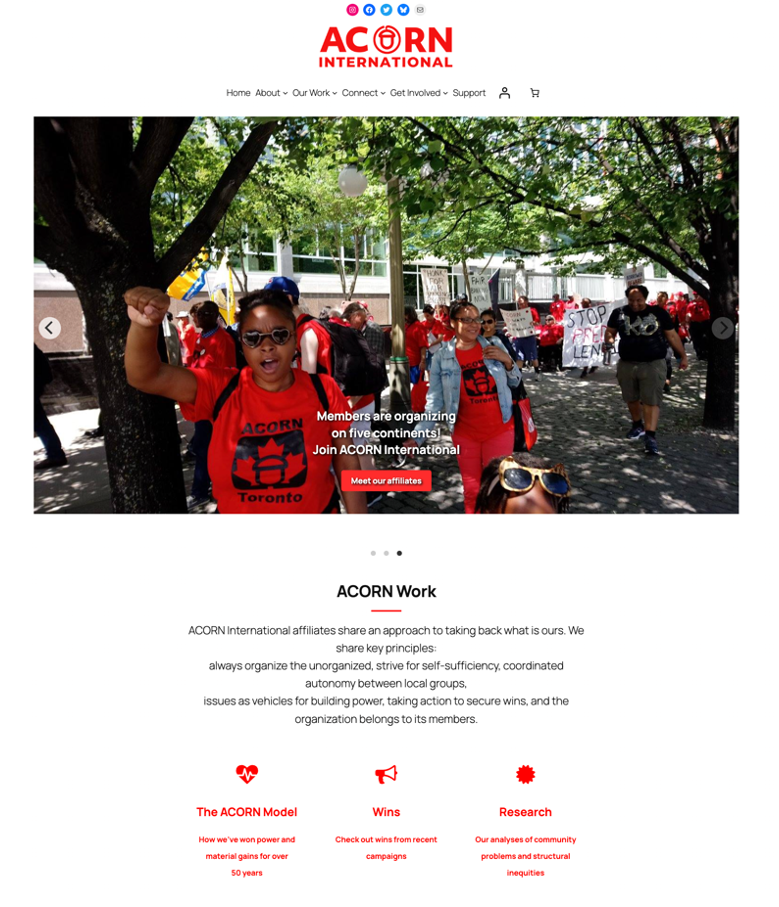 ACORN
INTERNATIONAL
Home About Our Work Connect Get Involved Support
STOP
ACORN
Toronto
Toronto
Members are organizing
on five continents!
Join ACORN International
Meet our affiliates
ACORN Work
ACORN International affiliates share an approach to taking back what is ours. We
share key principles:
always organize the unorganized, strive for self-sufficiency, coordinated
autonomy between local groups,
issues as vehicles for building power, taking action to secure wins, and the
organization belongs to its members.
The ACORN Model
Wins
Research
How we've won power and
material gains for over
50 years
Check out wins from recent
campaigns
Our analyses of community
problems and structural
inequities